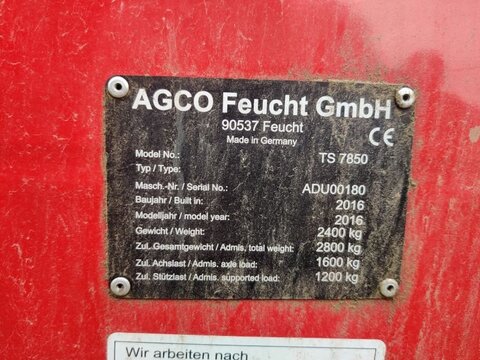 AGCO Feucht GmbH
90537 Feucht
Made in Germany
CE
Model No.: TS 7850
Typ / Type:
Masch.-Nr. / Serial No.: ADU00180
Baujahr / Built in: 2016
Modelljahr / model year: 2016
Gewicht / Weight: 2400 kg
Zul. Gesamtgewicht / Admis. total weight: 2800 kg
Zul. Achslast / Admis. axle load: 1600 kg
Zul. Stützlast / Admis. supported load: 1200 kg
Wir arbeiten nach